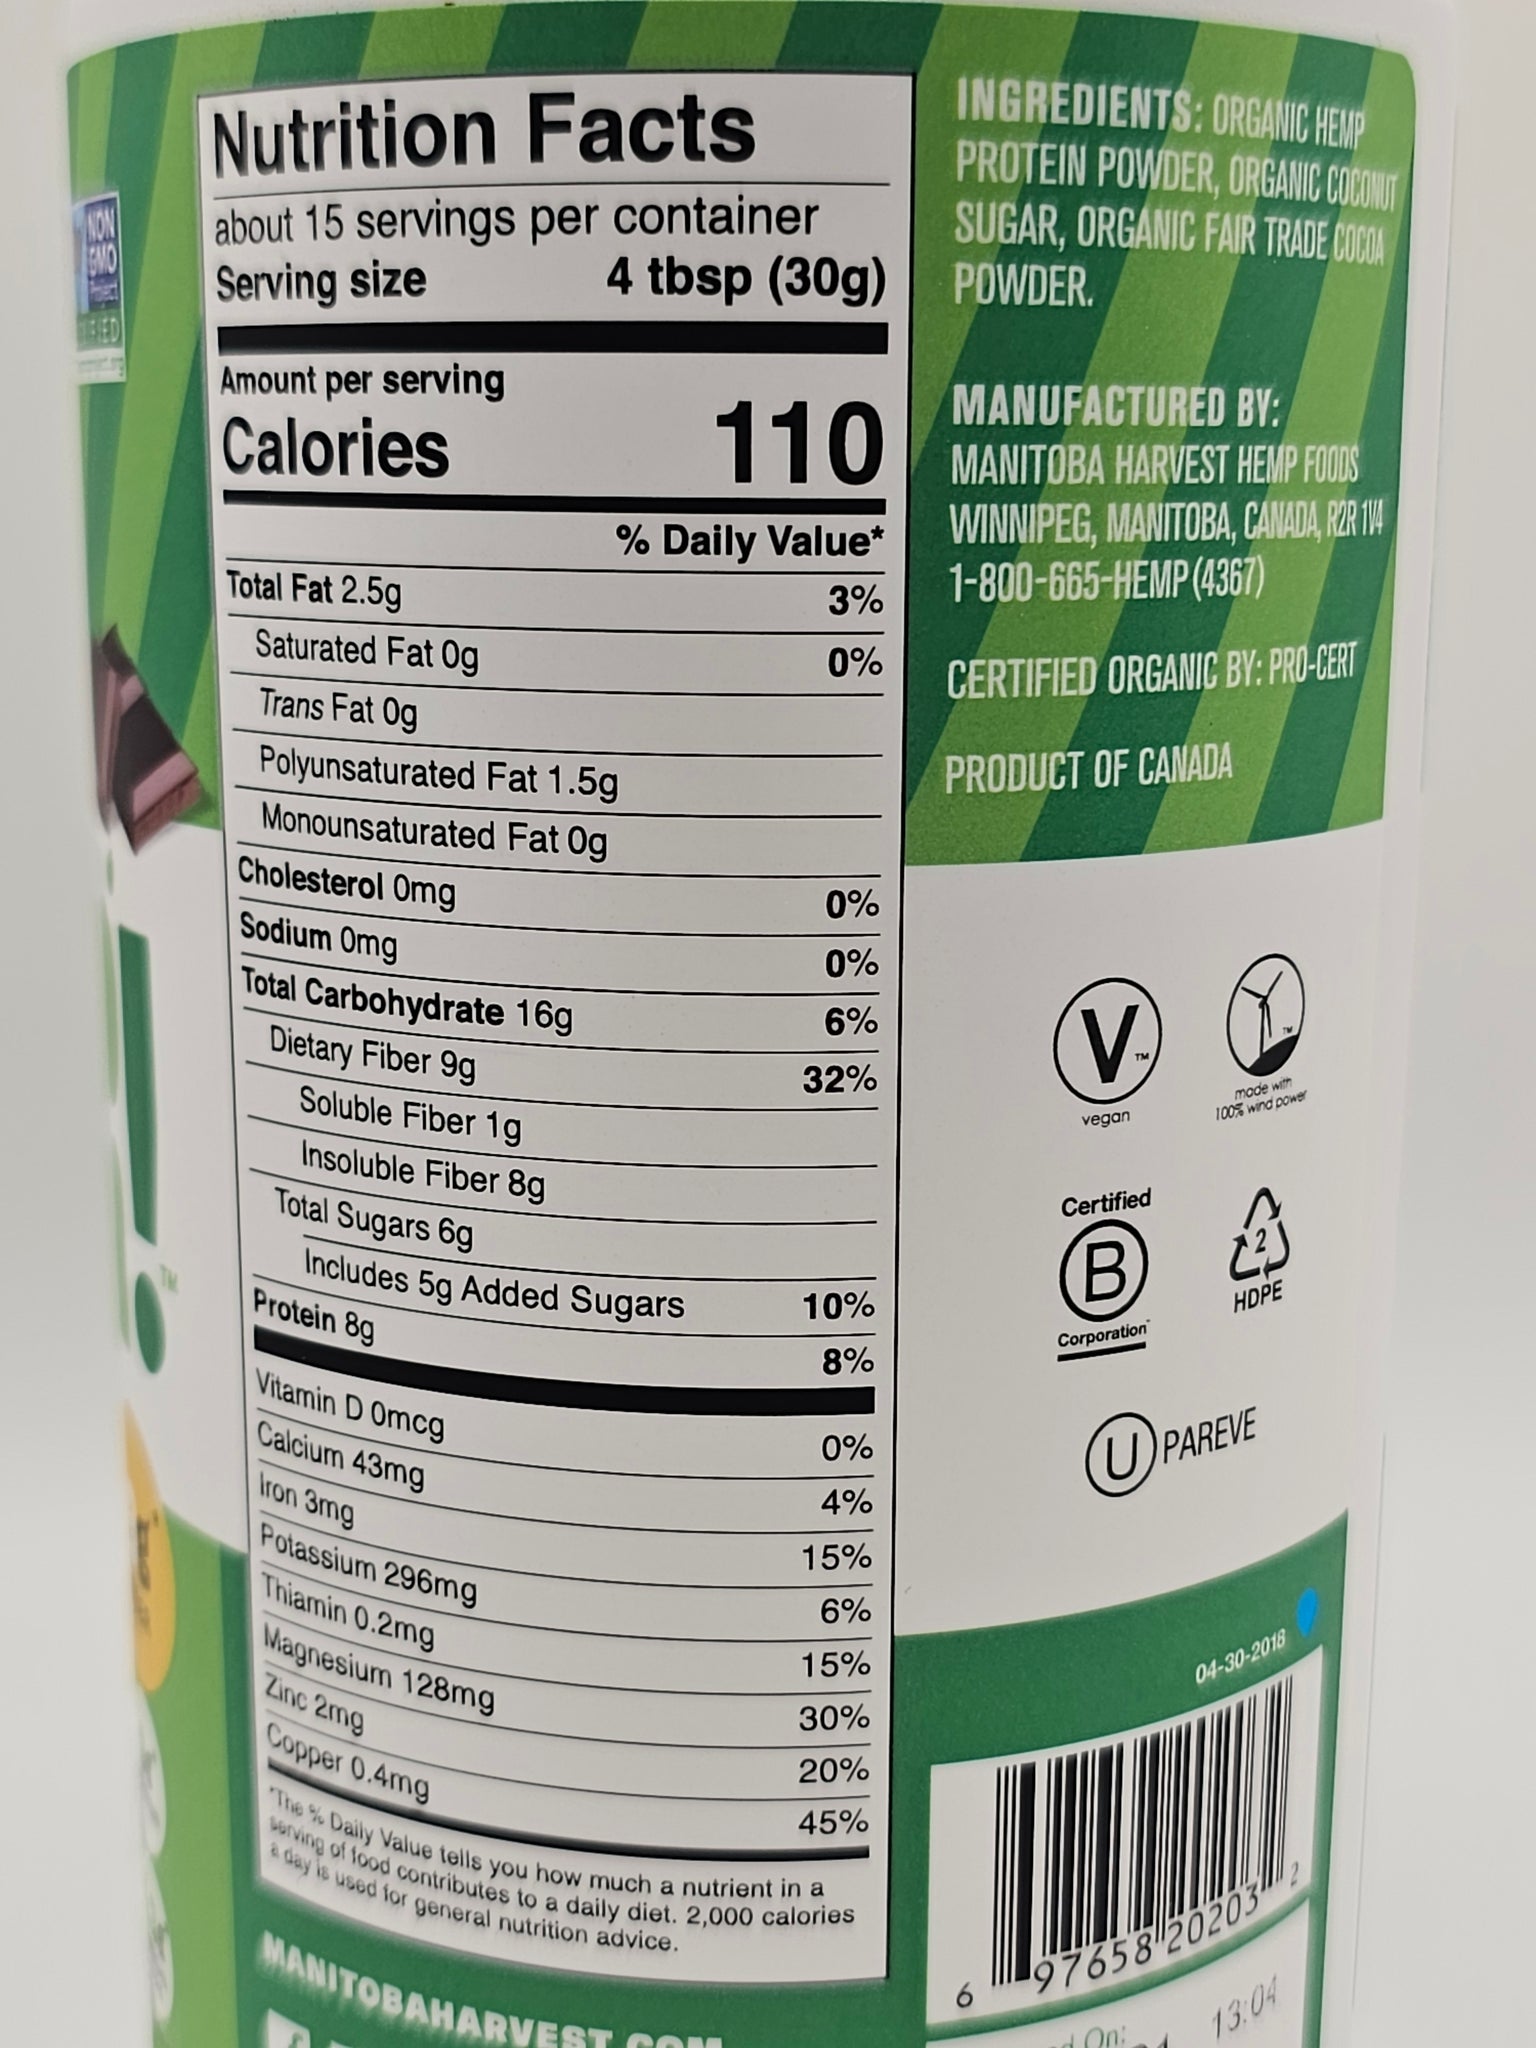 Nutrition Facts
about 15 servings per container
Serving size 4 tbsp (30g)
Amount per serving
Calories 110
% Daily Value*
Total Fat 2.5g 3%
Saturated Fat 0g 0%
Trans Fat 0g
Polyunsaturated Fat 1.5g
Monounsaturated Fat 0g
Cholesterol 0mg 0%
Sodium 0mg 0%
Total Carbohydrate 16g 6%
Dietary Fiber 9g 32%
Soluble Fiber 1g
Insoluble Fiber 8g
Total Sugars 6g
Includes 5g Added Sugars 10%
Protein 8g 8%
Vitamin D 0mcg 0%
Calcium 43mg 4%
Iron 3mg 15%
Potassium 296mg 6%
Thiamin 0.2mg 15%
Magnesium 128mg 30%
Zinc 2mg 20%
Copper 0.4mg 45%
*The % Daily Value tells you how much a nutrient in a
serving of food contributes to a daily diet. 2,000 calories
a day is used for general nutrition advice.
MANITOBAHARVEST.COM
NON
GMO
Project
INGREDIENTS: ORGANIC HEMP
PROTEIN POWDER, ORGANIC COCONUT
SUGAR, ORGANIC FAIR TRADE COCOA
POWDER.
MANUFACTURED BY:
MANITOBA HARVEST HEMP FOODS
WINNIPEG, MANITOBA, CANADA, R2R 1V4
1-800-665-HEMP (4367)
CERTIFIED ORGANIC BY: PRO-CERT
PRODUCT OF CANADA
V™
vegan
™
made with
100% wind power
Certified
B
Corporation™
2
HDPE
U PAREVE
04-30-2018
6 97658 20203 2
On:
13:04
! ™